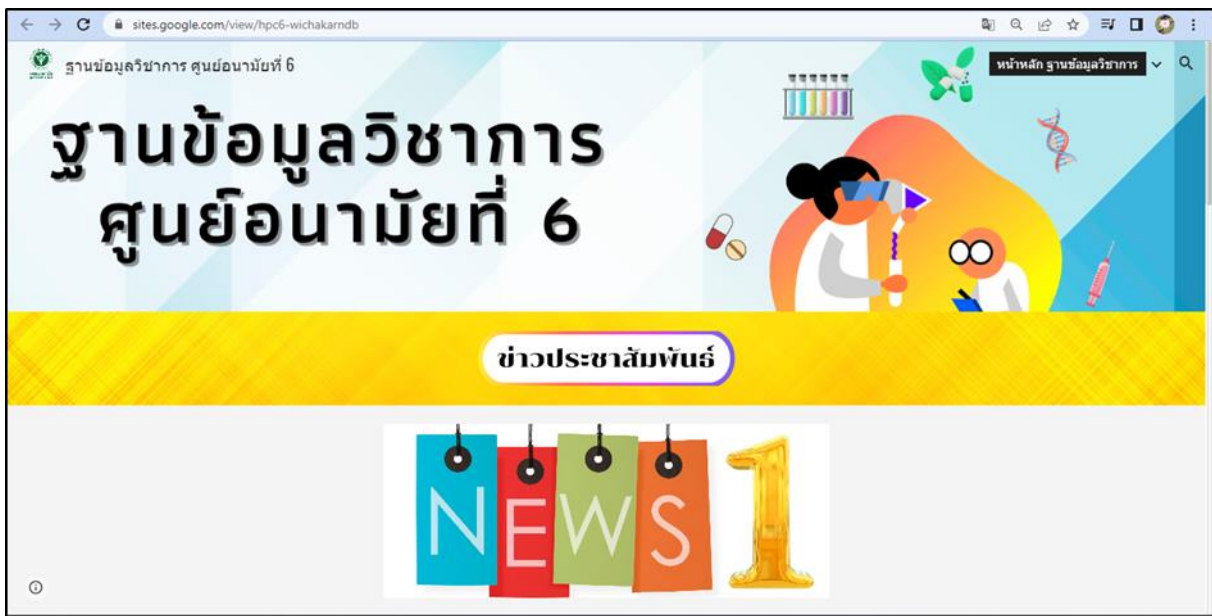 sites.google.com/view/hpc6-wichakarndb
ฐานข้อมูลวิชาการ ศูนย์อนามัยที่ 6
หน้าหลัก ฐานข้อมูลวิชาการ
ฐานข้อมูลวิชาการ
ศูนย์อนามัยที่ 6
ข่าวประชาสัมพันธ์
NEWS 1